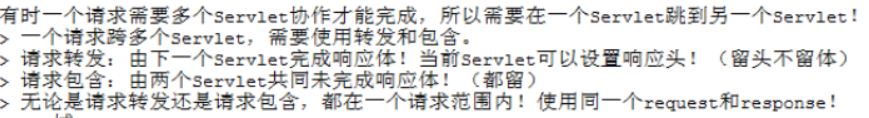 有时一个请求需要多个Servlet协作才能完成，所以需要在一个Servlet跳到另一个Servlet！
> 一个请求跨多个Servlet，需要使用转发和包含。
> 请求转发：由下一个Servlet完成响应体！当前Servlet可以设置响应头！（留头不留体）
> 请求包含：由两个Servlet共同未完成响应体！（都留）
> 无论是请求转发还是请求包含，都在一个请求范围内！使用同一个request和response！